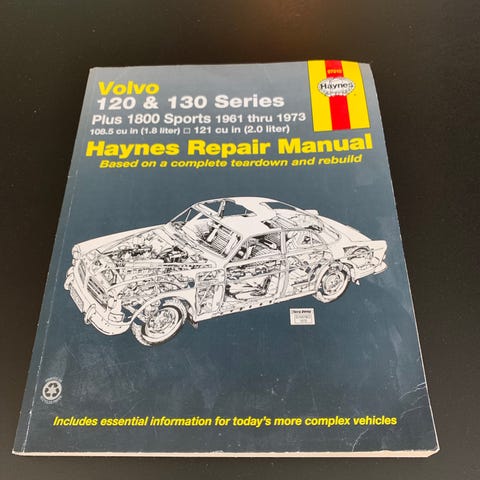 97010
Haynes
Volvo
120 & 130 Series
Plus 1800 Sports 1961 thru 1973
108.5 cu in (1.8 liter) □ 121 cu in (2.0 liter)
Haynes Repair Manual
Based on a complete teardown and rebuild
Includes essential information for today's more complex vehicles